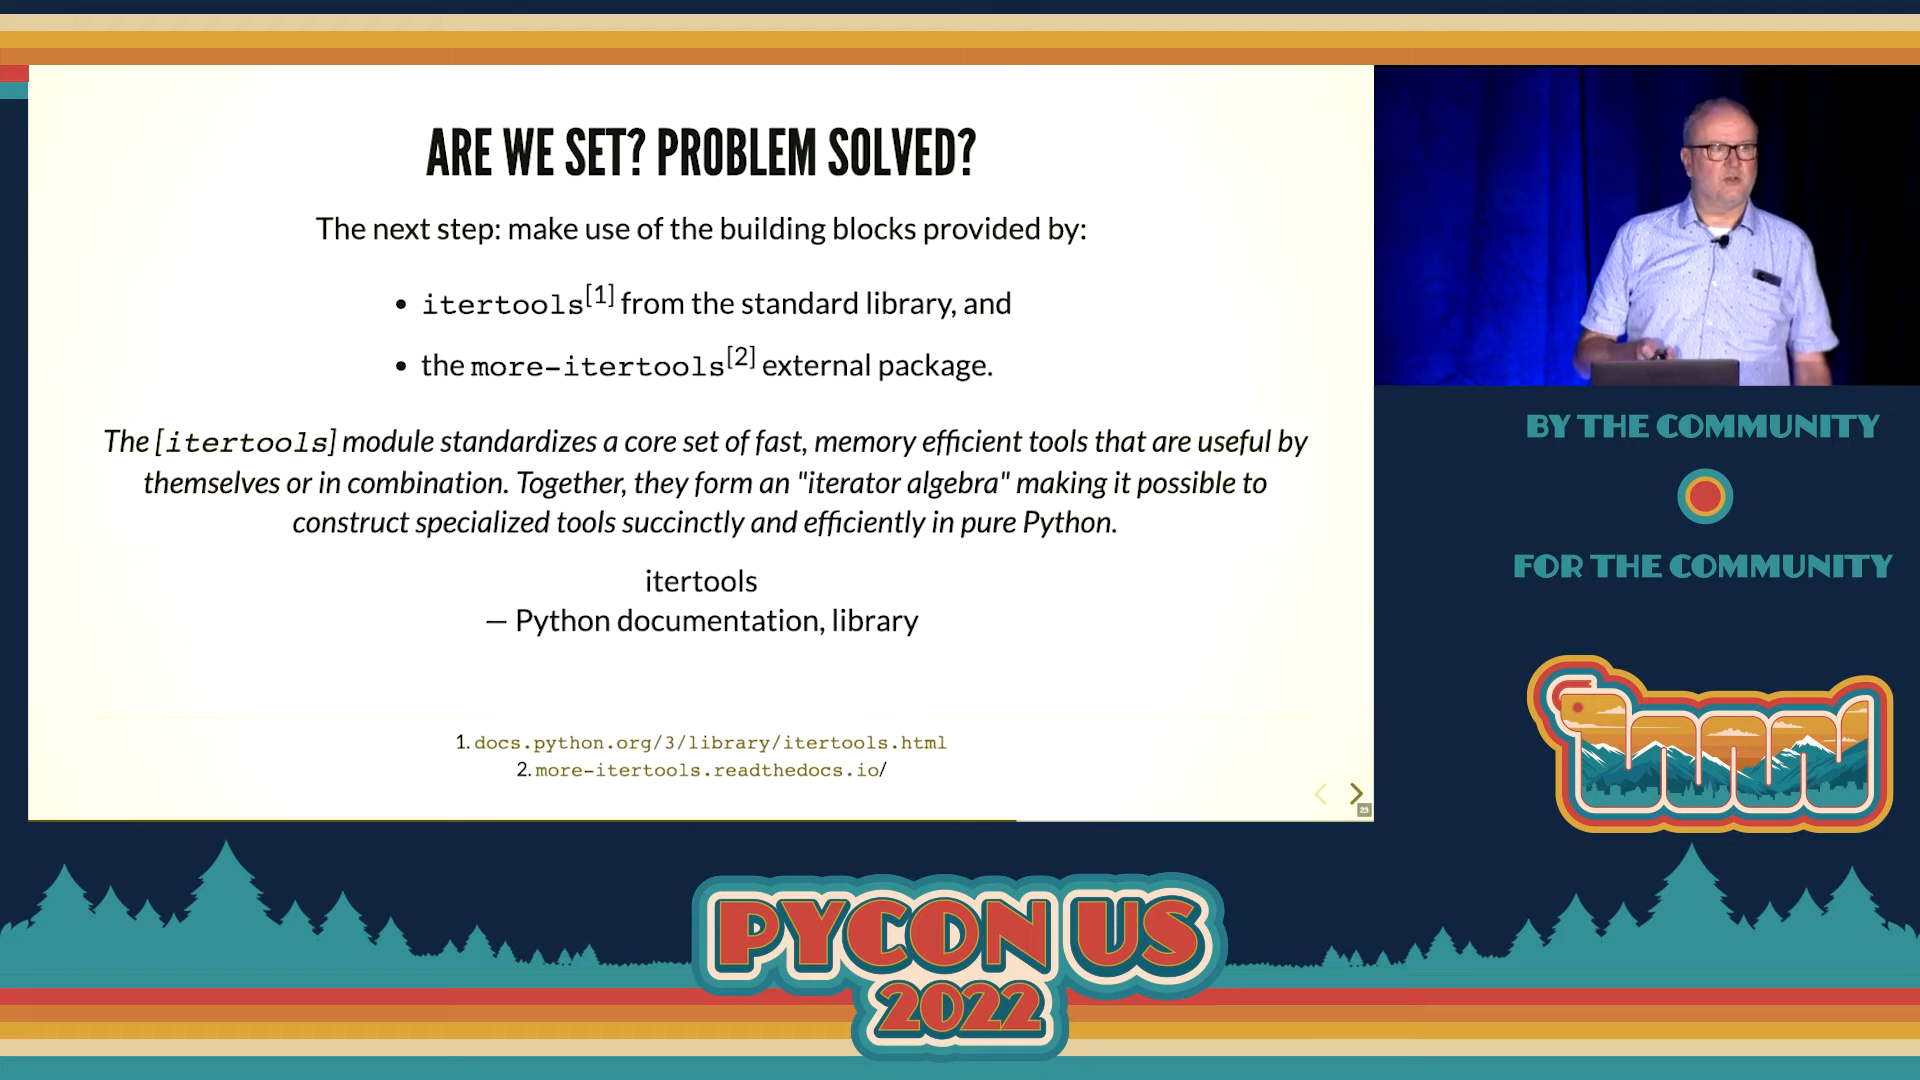 ARE WE SET? PROBLEM SOLVED?
The next step: make use of the building blocks provided by:
• itertools[1] from the standard library, and
• the more-itertools[2] external package.
The [itertools] module standardizes a core set of fast, memory efficient tools that are useful by
themselves or in combination. Together, they form an "iterator algebra" making it possible to
construct specialized tools succinctly and efficiently in pure Python.
itertools
— Python documentation, library
1. docs.python.org/3/library/itertools.html
2. more-itertools.readthedocs.io/
23
BY THE COMMUNITY
FOR THE COMMUNITY
PYCON US
2022